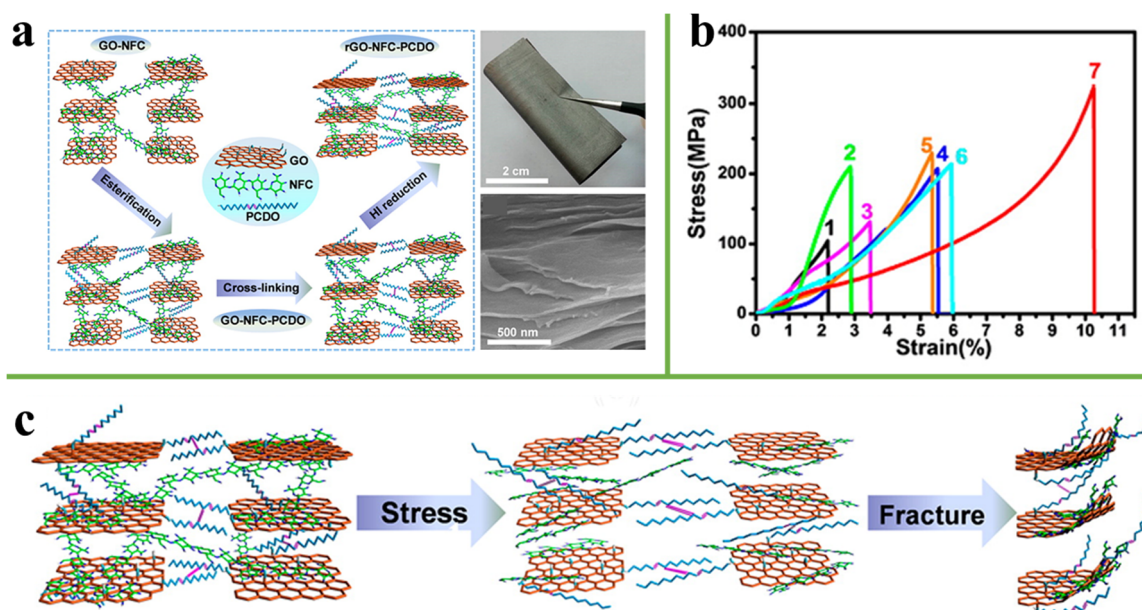 a
GO-NFC
rGO-NFC-PCDO
GO
NFC
PCDO
Esterification
HI reduction
Cross-linking
GO-NFC-PCDO
2 cm
500 nm
b
Stress(MPa)
400
300
200
100
0
1
2
3
4
5
6
7
0 1 2 3 4 5 6 7 8 9 10 11
Strain(%)
c
Stress
Fracture